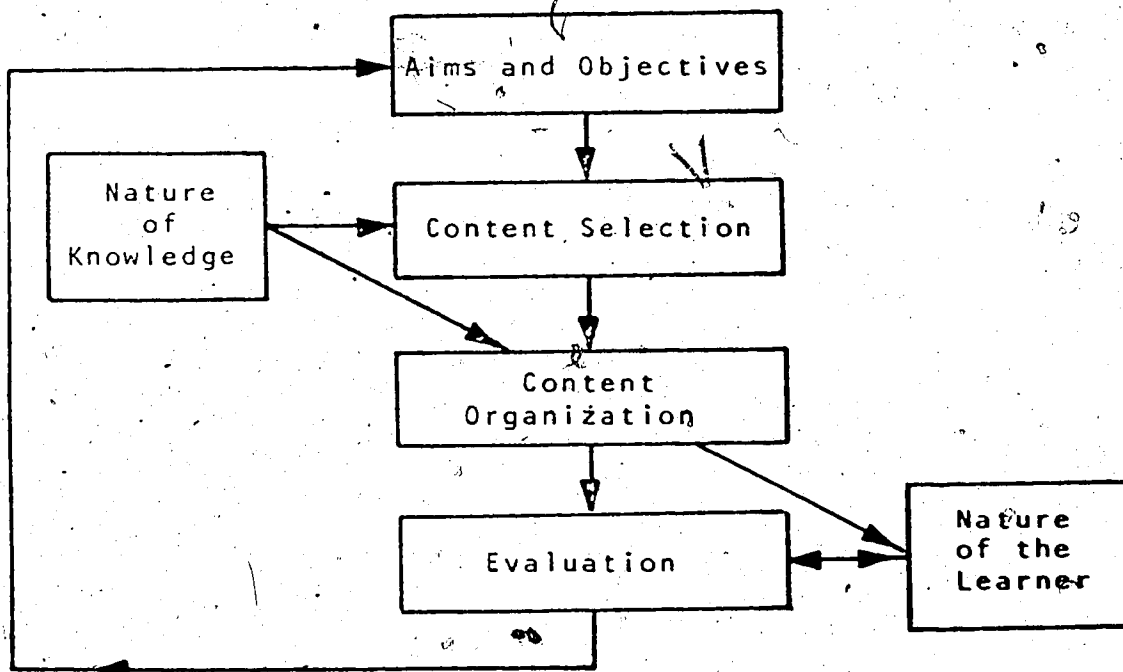 Aims and Objectives
Nature
of
Knowledge
Content Selection
Content
Organization
Evaluation
Nature
of the
Learner